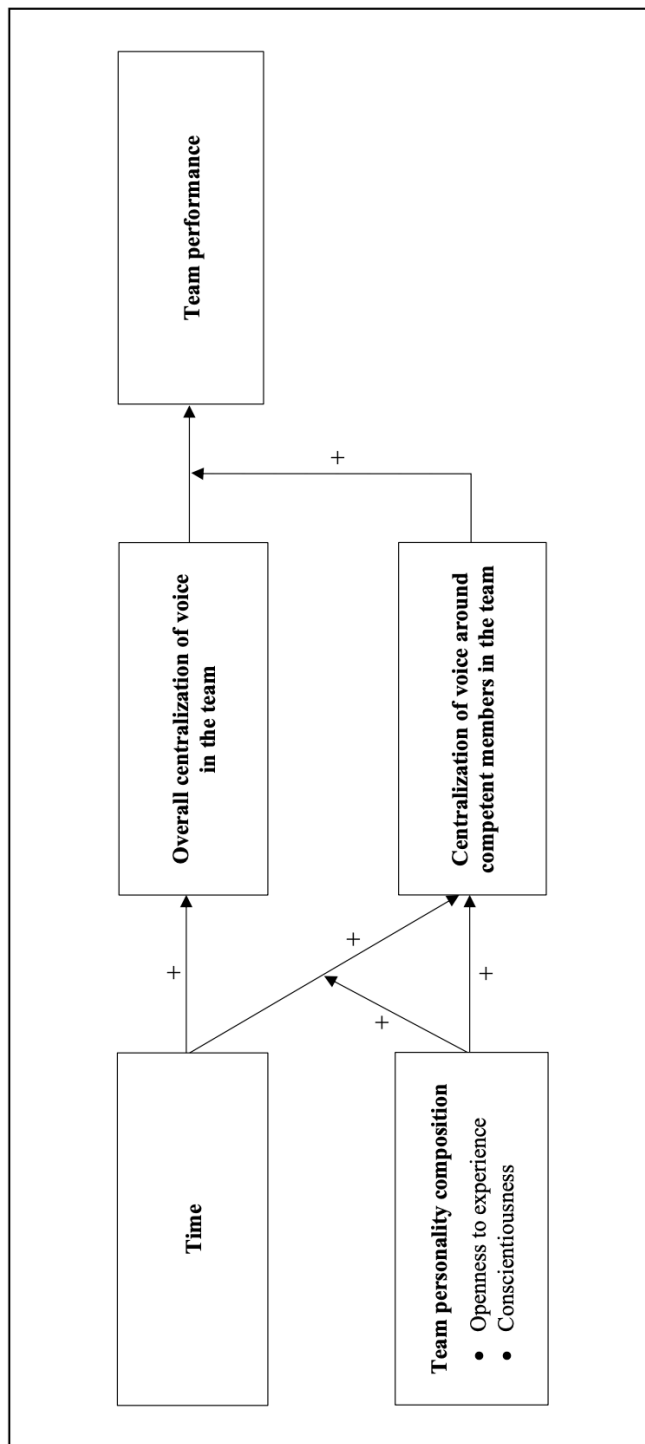 Time
+
Overall centralization of voice
in the team
Team performance
+
+
+
Team personality composition
• Openness to experience
• Conscientiousness
+
Centralization of voice around
competent members in the team